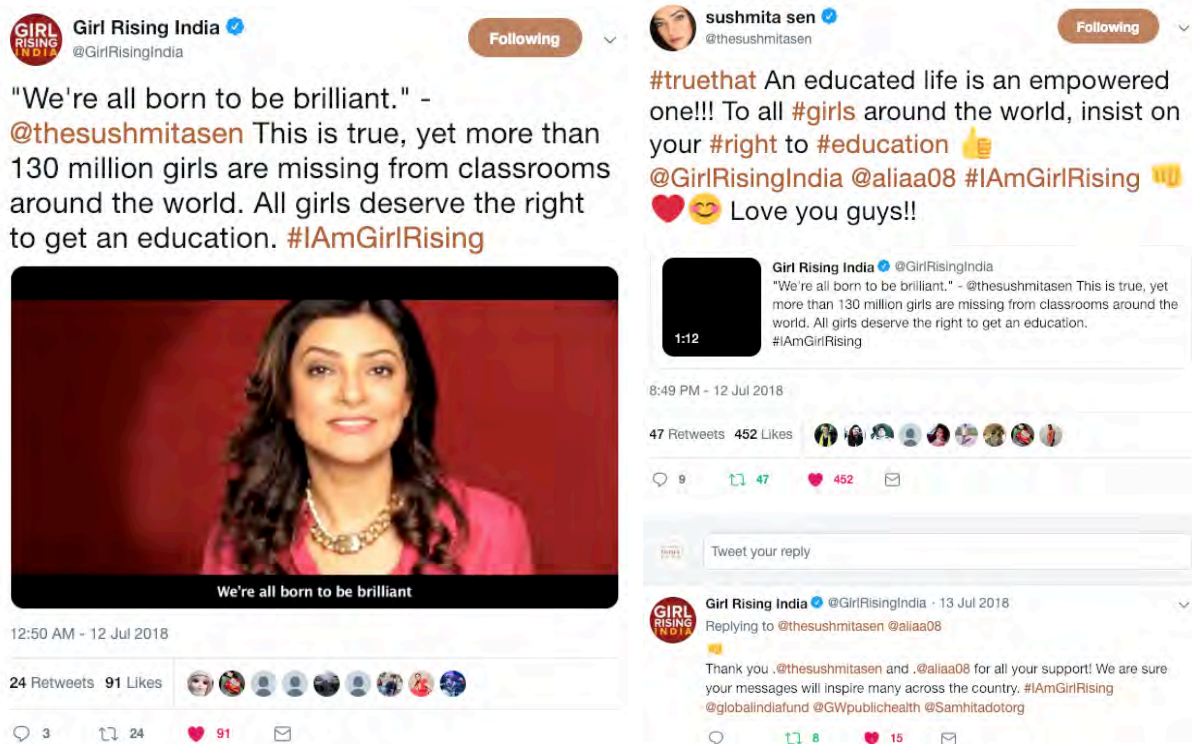 GIRL
RISING
INDIA
Girl Rising India
@GirlRisingIndia
Following
"We're all born to be brilliant." -
@thesushmitasen This is true, yet more than
130 million girls are missing from classrooms
around the world. All girls deserve the right
to get an education. #IAmGirlRising
We're all born to be brilliant
12:50 AM - 12 Jul 2018
24 Retweets 91 Likes
3 24 91
sushmita sen
@thesushmitasen
Following
#truethat An educated life is an empowered
one!!! To all #girls around the world, insist on
your #right to #education 👍
@GirlRisingIndia @aliaa08 #IAmGirlRising 👊
❤️😊 Love you guys!!
Girl Rising India @GirlRisingIndia
"We're all born to be brilliant." - @thesushmitasen This is true, yet
more than 130 million girls are missing from classrooms around the
world. All girls deserve the right to get an education.
#IAmGirlRising
1:12
8:49 PM - 12 Jul 2018
47 Retweets 452 Likes
9 47 452
Tweet your reply
GIRL
RISING
INDIA
Girl Rising India @GirlRisingIndia · 13 Jul 2018
Replying to @thesushmitasen @aliaa08
👊
Thank you .@thesushmitasen and .@aliaa08 for all your support! We are sure
your messages will inspire many across the country. #IAmGirlRising
@globalindiafund @GWpublichealth @Samhitadotorg
8 15